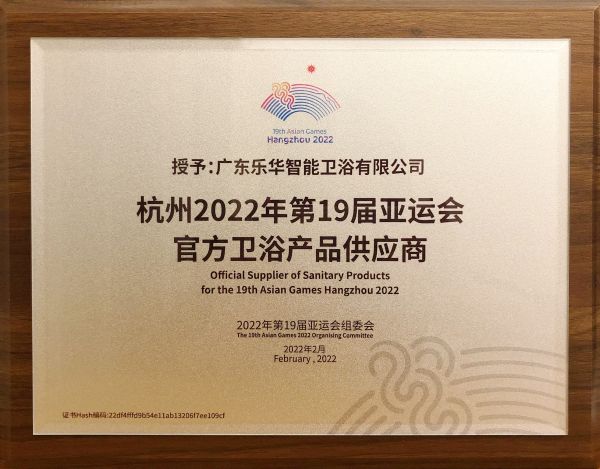 19th Asian Games
Hangzhou 2022
授予:广东乐华智能卫浴有限公司
杭州2022年第19届亚运会
官方卫浴产品供应商
Official Supplier of Sanitary Products
for the 19th Asian Games Hangzhou 2022
2022年第19届亚运会组委会
The 19th Asian Games 2022 Organising Committee
2022年2月
February , 2022
证书Hash编码:22df4fffd9b54e11ab13206f7ee109cf